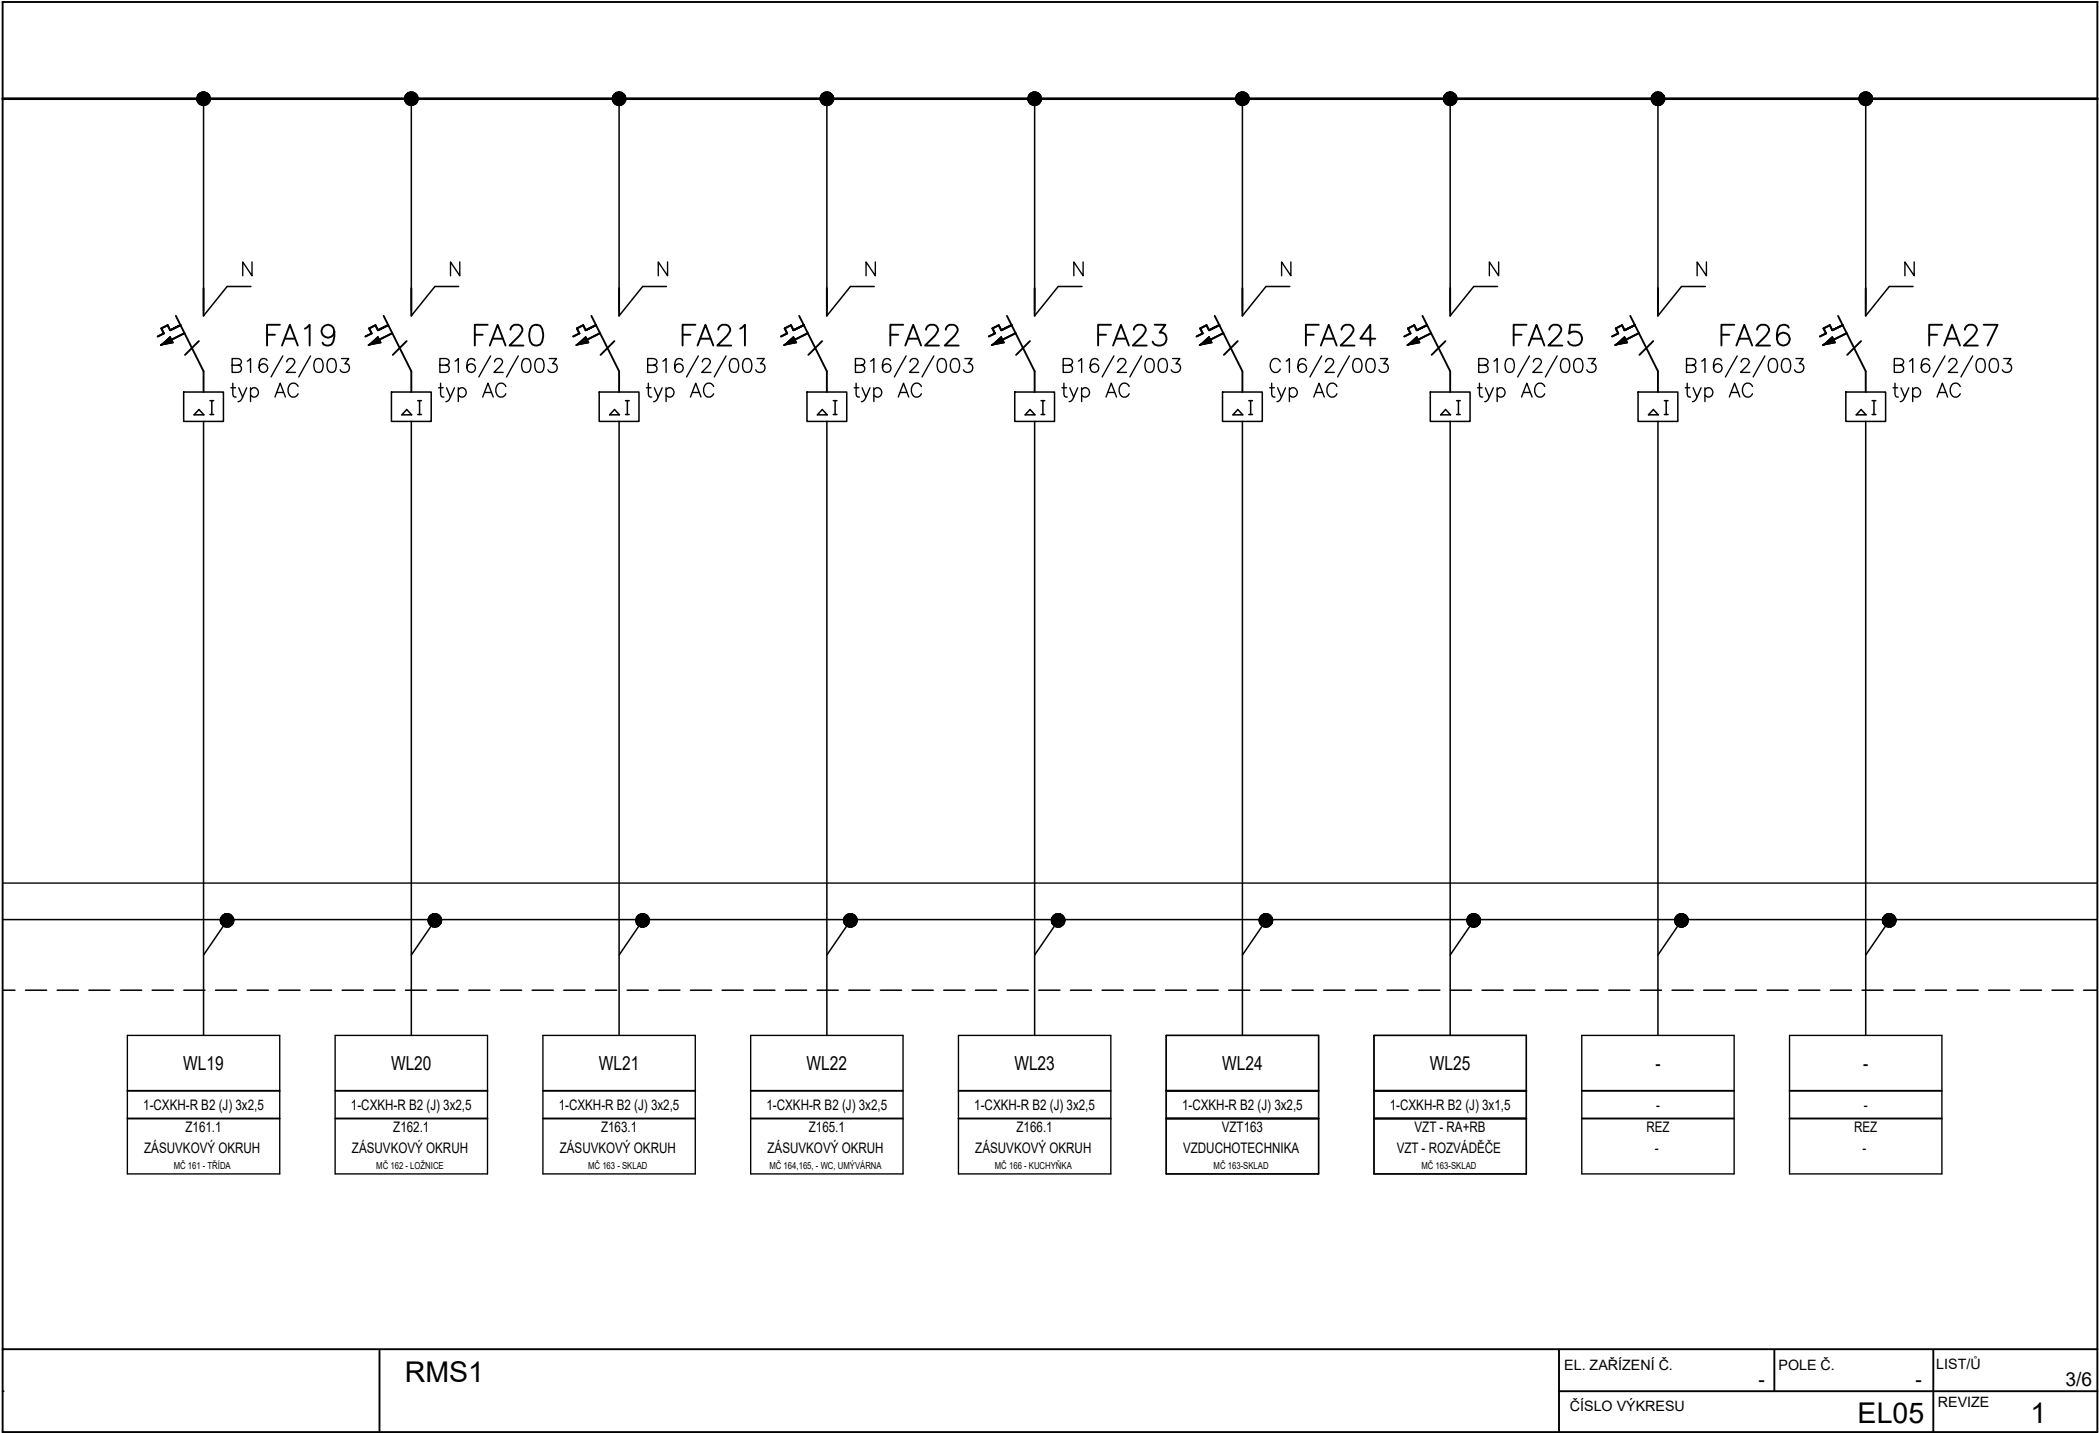 N
FA19
B16/2/003
typ AC
△I
N
FA20
B16/2/003
typ AC
△I
N
FA21
B16/2/003
typ AC
△I
N
FA22
B16/2/003
typ AC
△I
N
FA23
B16/2/003
typ AC
△I
N
FA24
C16/2/003
typ AC
△I
N
FA25
B10/2/003
typ AC
△I
N
FA26
B16/2/003
typ AC
△I
N
FA27
B16/2/003
typ AC
△I
WL19
1-CXKH-R B2 (J) 3x2,5
Z161.1
ZÁSUVKOVÝ OKRUH
MČ 161 - TŘÍDA
WL20
1-CXKH-R B2 (J) 3x2,5
Z162.1
ZÁSUVKOVÝ OKRUH
MČ 162 - LOŽNICE
WL21
1-CXKH-R B2 (J) 3x2,5
Z163.1
ZÁSUVKOVÝ OKRUH
MČ 163 - SKLAD
WL22
1-CXKH-R B2 (J) 3x2,5
Z165.1
ZÁSUVKOVÝ OKRUH
MČ 164,165, - WC, UMÝVÁRNA
WL23
1-CXKH-R B2 (J) 3x2,5
Z166.1
ZÁSUVKOVÝ OKRUH
MČ 166 - KUCHYŇKA
WL24
1-CXKH-R B2 (J) 3x2,5
VZT163
VZDUCHOTECHNIKA
MČ 163-SKLAD
WL25
1-CXKH-R B2 (J) 3x1,5
VZT - RA+RB
VZT - ROZVÁDĚČE
MČ 163-SKLAD
-
-
REZ
-
-
-
REZ
-
RMS1
EL. ZAŘÍZENÍ Č.
-
POLE Č.
-
LIST/Ů
3/6
ČÍSLO VÝKRESU
EL05
REVIZE
1